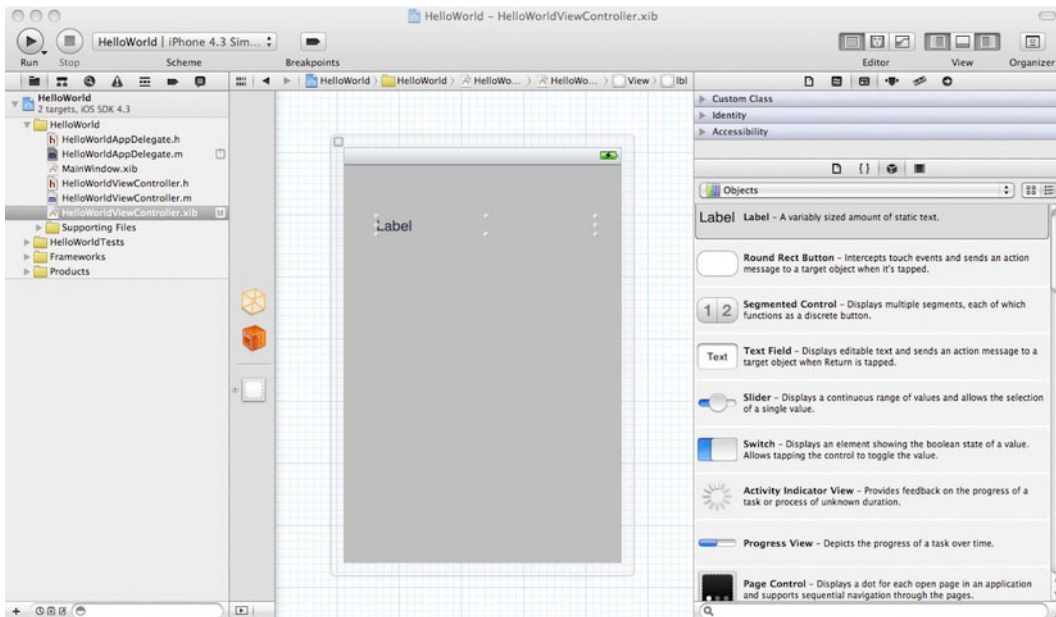 HelloWorld - HelloWorldViewController.xib
HelloWorld | iPhone 4.3 Sim...
Run Stop Scheme Breakpoints Editor View Organizer
HelloWorld HelloWorld HelloWo... HelloWo... View lbl
HelloWorld
2 targets, iOS SDK 4.3
HelloWorld
HelloWorldAppDelegate.h
HelloWorldAppDelegate.m
MainWindow.xib
HelloWorldViewController.h
HelloWorldViewController.m
HelloWorldViewController.xib M
Supporting Files
HelloWorldTests
Frameworks
Products
Label
Custom Class
Identity
Accessibility
Objects
Label Label - A variably sized amount of static text.
Round Rect Button - Intercepts touch events and sends an action
message to a target object when it's tapped.
1 2 Segmented Control - Displays multiple segments, each of which
functions as a discrete button.
Text Text Field - Displays editable text and sends an action message to a
target object when Return is tapped.
Slider - Displays a continuous range of values and allows the selection
of a single value.
Switch - Displays an element showing the boolean state of a value.
Allows tapping the control to toggle the value.
Activity Indicator View - Provides feedback on the progress of a
task or process of unknown duration.
Progress View - Depicts the progress of a task over time.
Page Control - Displays a dot for each open page in an application
and supports sequential navigation through the pages.